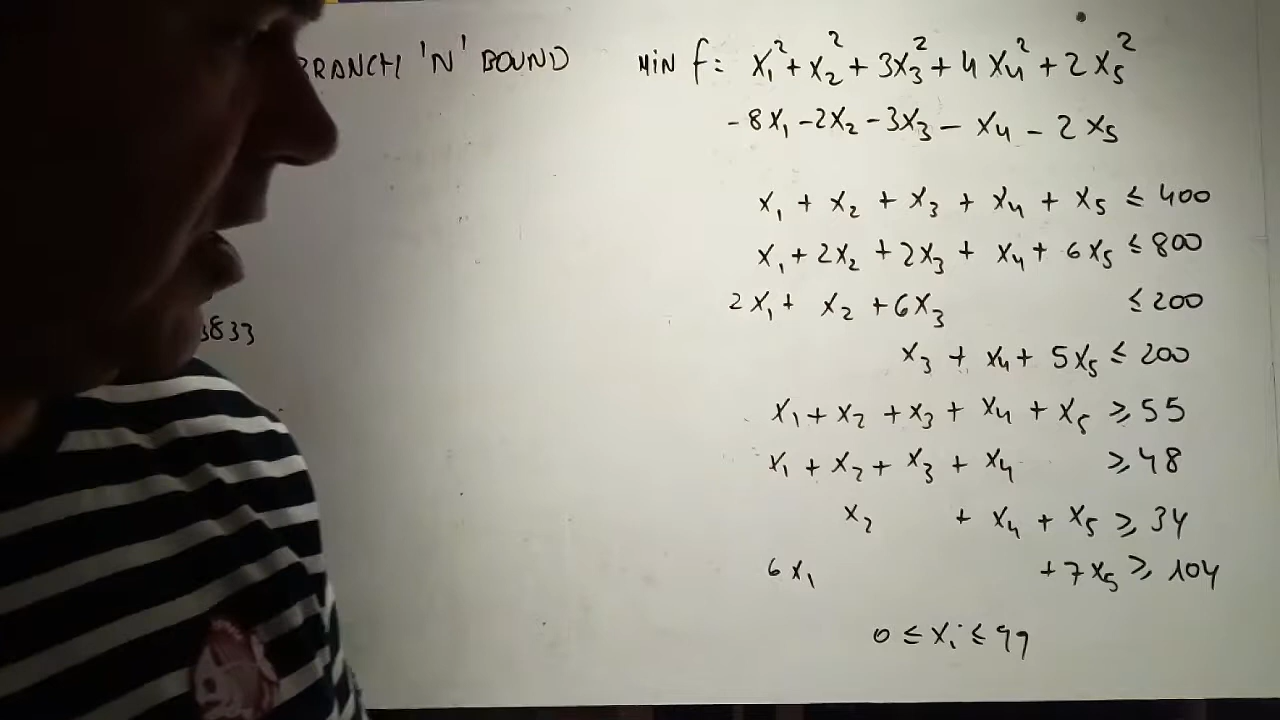 BRANCH 'N' BOUND MIN f: x₁² + x₂² + 3x₃² + 4x₄² + 2x₅²
- 8x₁ - 2x₂ - 3x₃ - x₄ - 2x₅
x₁ + x₂ + x₃ + x₄ + x₅ ≤ 400
x₁ + 2x₂ + 2x₃ + x₄ + 6x₅ ≤ 800
2x₁ + x₂ + 6x₃ ≤ 200
3833
x₃ + x₄ + 5x₅ ≤ 200
x₁ + x₂ + x₃ + x₄ + x₅ ≥ 55
x₁ + x₂ + x₃ + x₄ ≥ 48
x₂ + x₄ + x₅ ≥ 34
6x₁ + 7x₅ ≥ 104
0 ≤ xᵢ ≤ 99